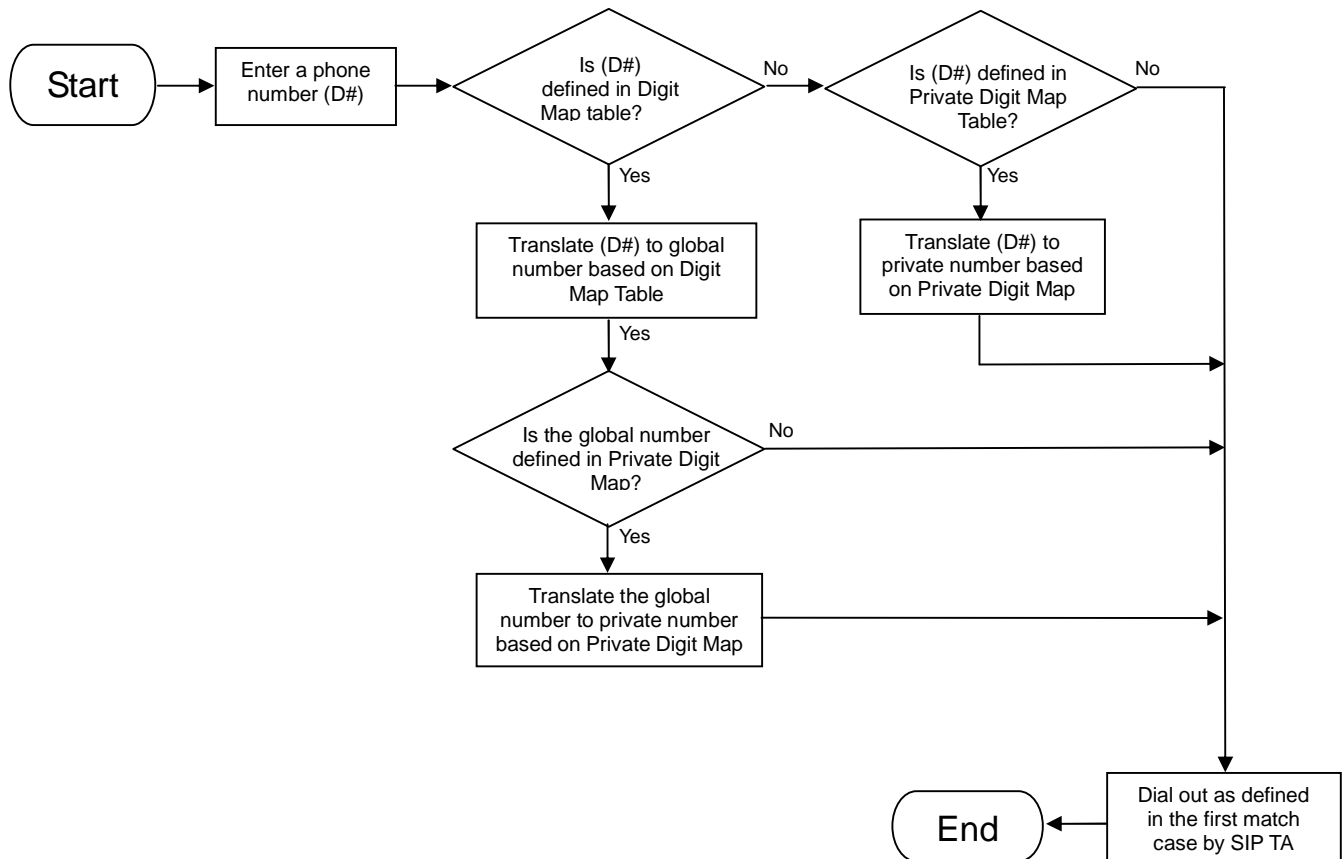 Start
Enter a phone
number (D#)
Is (D#)
defined in Digit
Map table?
No
Is (D#) defined in
Private Digit Map
Table?
No
Yes
Yes
Translate (D#) to global
number based on Digit
Map Table
Translate (D#) to
private number based
on Private Digit Map
Yes
Is the global number
defined in Private Digit
Map?
No
Yes
Translate the global
number to private number
based on Private Digit Map
Dial out as defined
in the first match
case by SIP TA
End